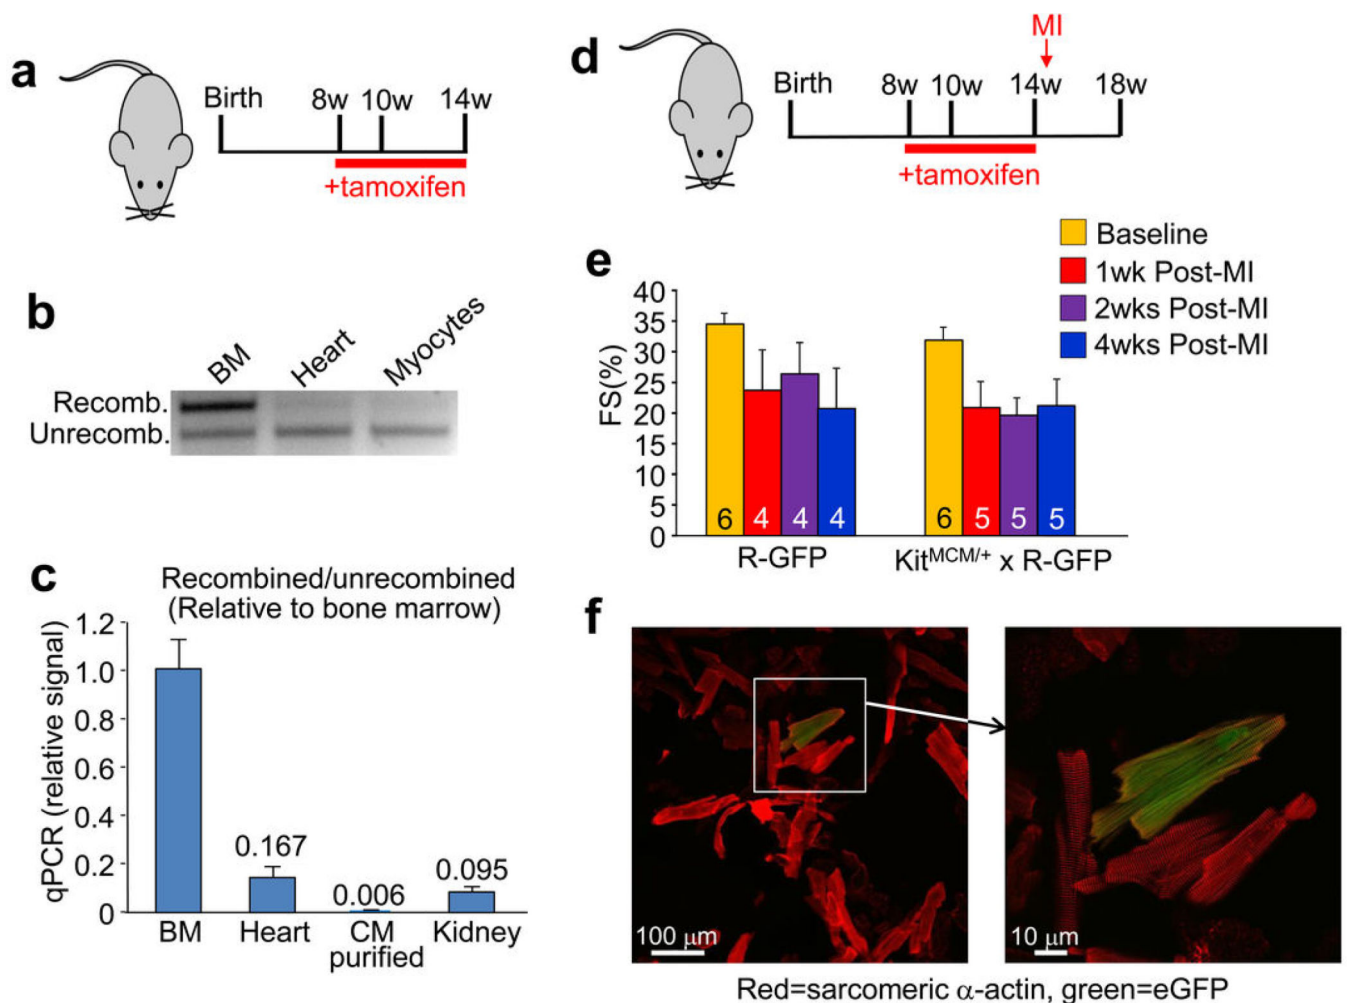 a
Birth 8w 10w 14w
+tamoxifen
b
BM Heart Myocytes
Recomb.
Unrecomb.
c
Recombined/unrecombined
(Relative to bone marrow)
qPCR (relative signal)
1.2
1.0
0.8
0.6
0.4
0.2
0
0.167
0.006
0.095
BM Heart CM purified Kidney
d
MI
Birth 8w 10w 14w 18w
+tamoxifen
Baseline
1wk Post-MI
2wks Post-MI
4wks Post-MI
e
FS(%)
40
35
30
25
20
15
10
5
0
6 4 4 4 6 5 5 5
R-GFP Kit^MCM/+ x R-GFP
f
100 μm 10 μm
Red=sarcomeric α-actin, green=eGFP